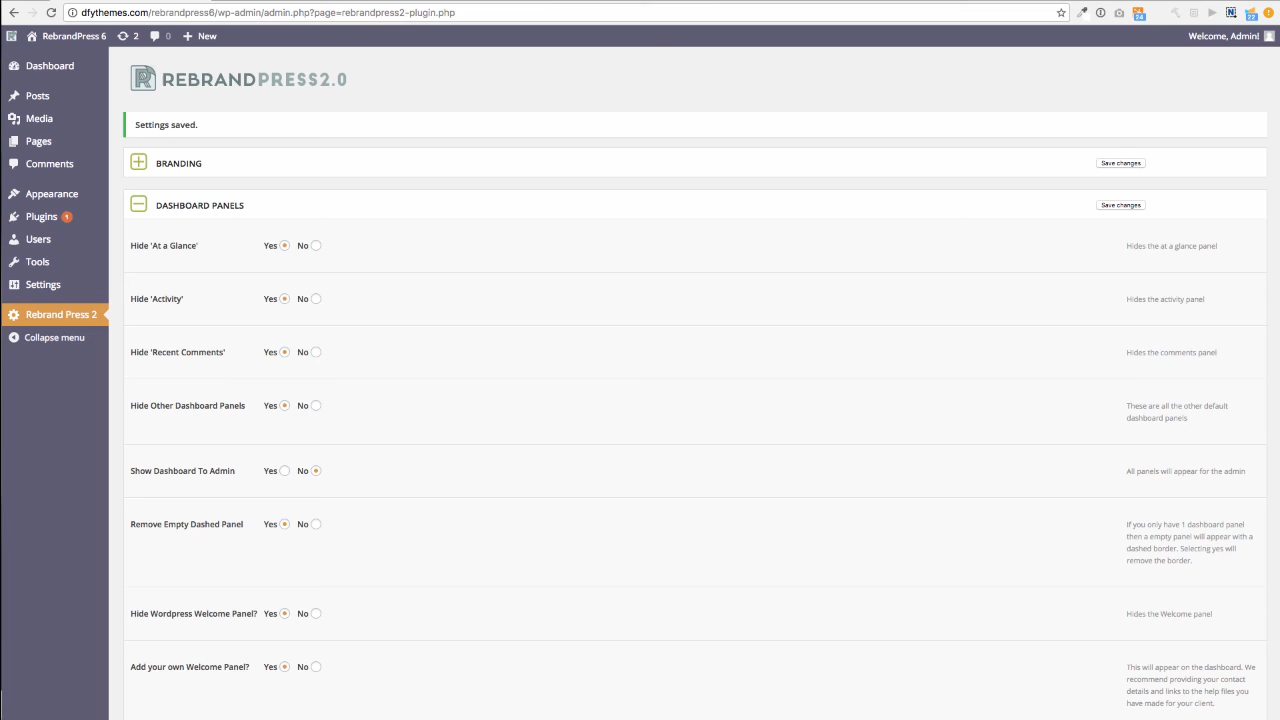 dfythemes.com/rebrandpress6/wp-admin/admin.php?page=rebrandpress2-plugin.php
24
22
RebrandPress 6
2
0
New
Welcome, Admin!
Dashboard
Posts
Media
Pages
Comments
Appearance
Plugins 1
Users
Tools
Settings
Rebrand Press 2
Collapse menu
REBRANDPRESS2.0
Settings saved.
BRANDING
Save changes
DASHBOARD PANELS
Save changes
Hide 'At a Glance' Yes No Hides the at a glance panel
Hide 'Activity' Yes No Hides the activity panel
Hide 'Recent Comments' Yes No Hides the comments panel
Hide Other Dashboard Panels Yes No These are all the other default
dashboard panels
Show Dashboard To Admin Yes No All panels will appear for the admin
Remove Empty Dashed Panel Yes No If you only have 1 dashboard panel
then a empty panel will appear with a
dashed border. Selecting yes will
remove the border.
Hide Wordpress Welcome Panel? Yes No Hides the Welcome panel
Add your own Welcome Panel? Yes No This will appear on the dashboard. We
recommend providing your contact
details and links to the help files you
have made for your client.